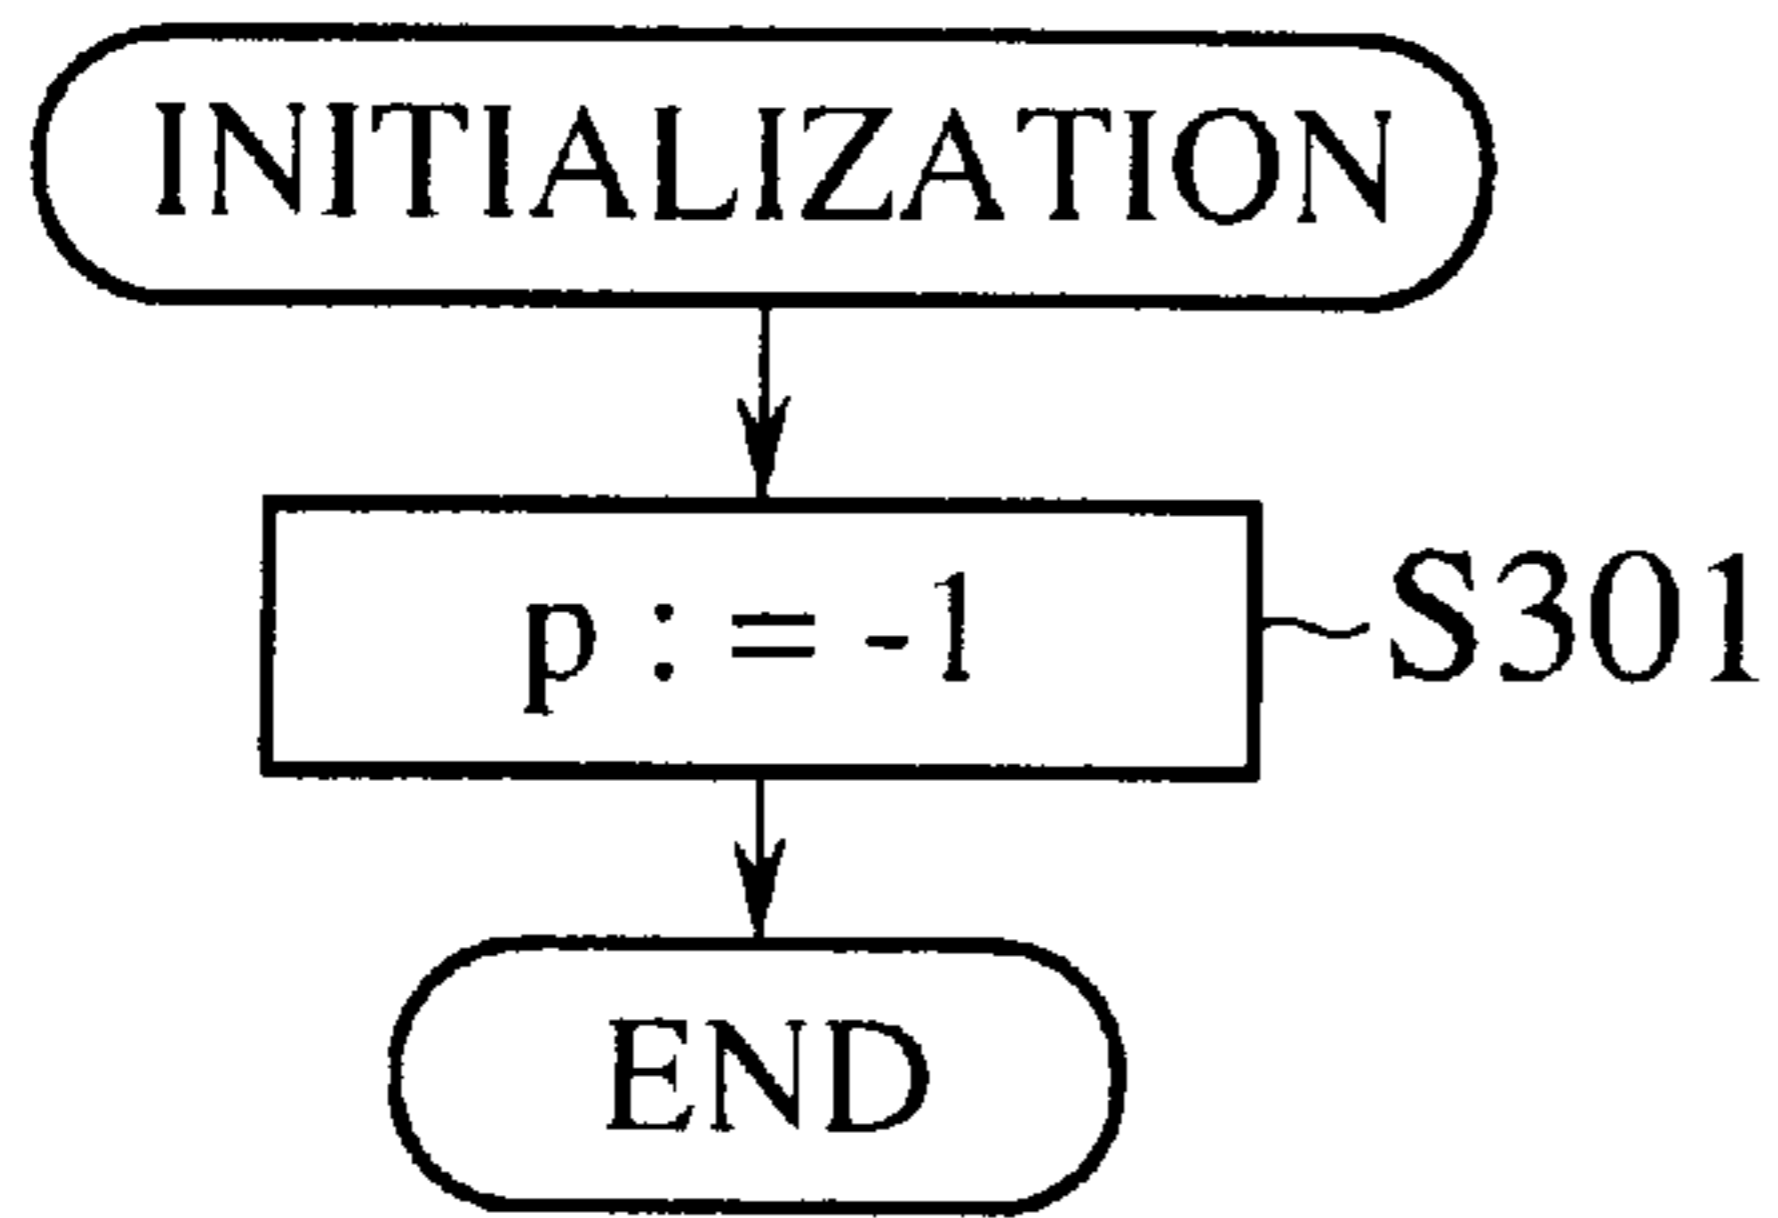 INITIALIZATION
p : = -1
S301
END